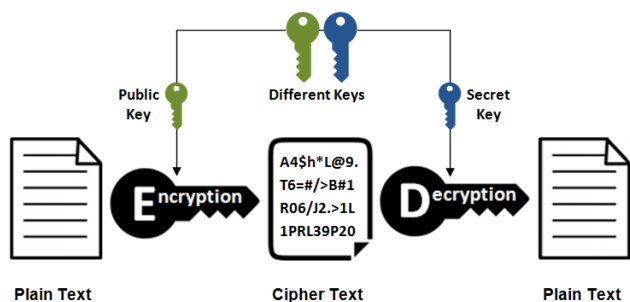 Public
Key
Different Keys
Secret
Key
Encryption
A4$h*L@9.
T6=#/>B#1
R06/J2.>1L
1PRL39P20
Decryption
Plain Text
Cipher Text
Plain Text